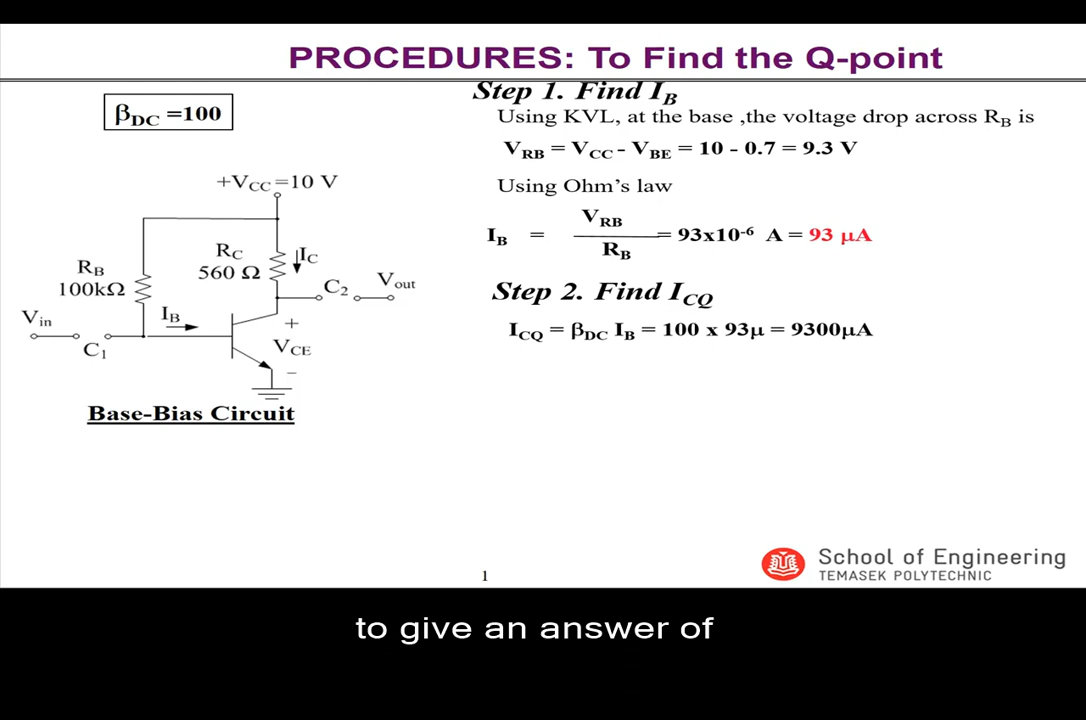 PROCEDURES: To Find the Q-point
βDC =100
Step 1. Find IB
Using KVL, at the base ,the voltage drop across RB is
VRB = VCC - VBE = 10 - 0.7 = 9.3 V
Using Ohm's law
IB = VRB / RB = 93x10-6 A = 93 µA
Step 2. Find ICQ
ICQ = βDC IB = 100 x 93µ = 9300µA
+VCC=10 V
RC
560 Ω
IC
RB
100kΩ
C2
Vout
Vin
IB
C1
+
VCE
–
Base-Bias Circuit
School of Engineering
TEMASEK POLYTECHNIC
1
to give an answer of